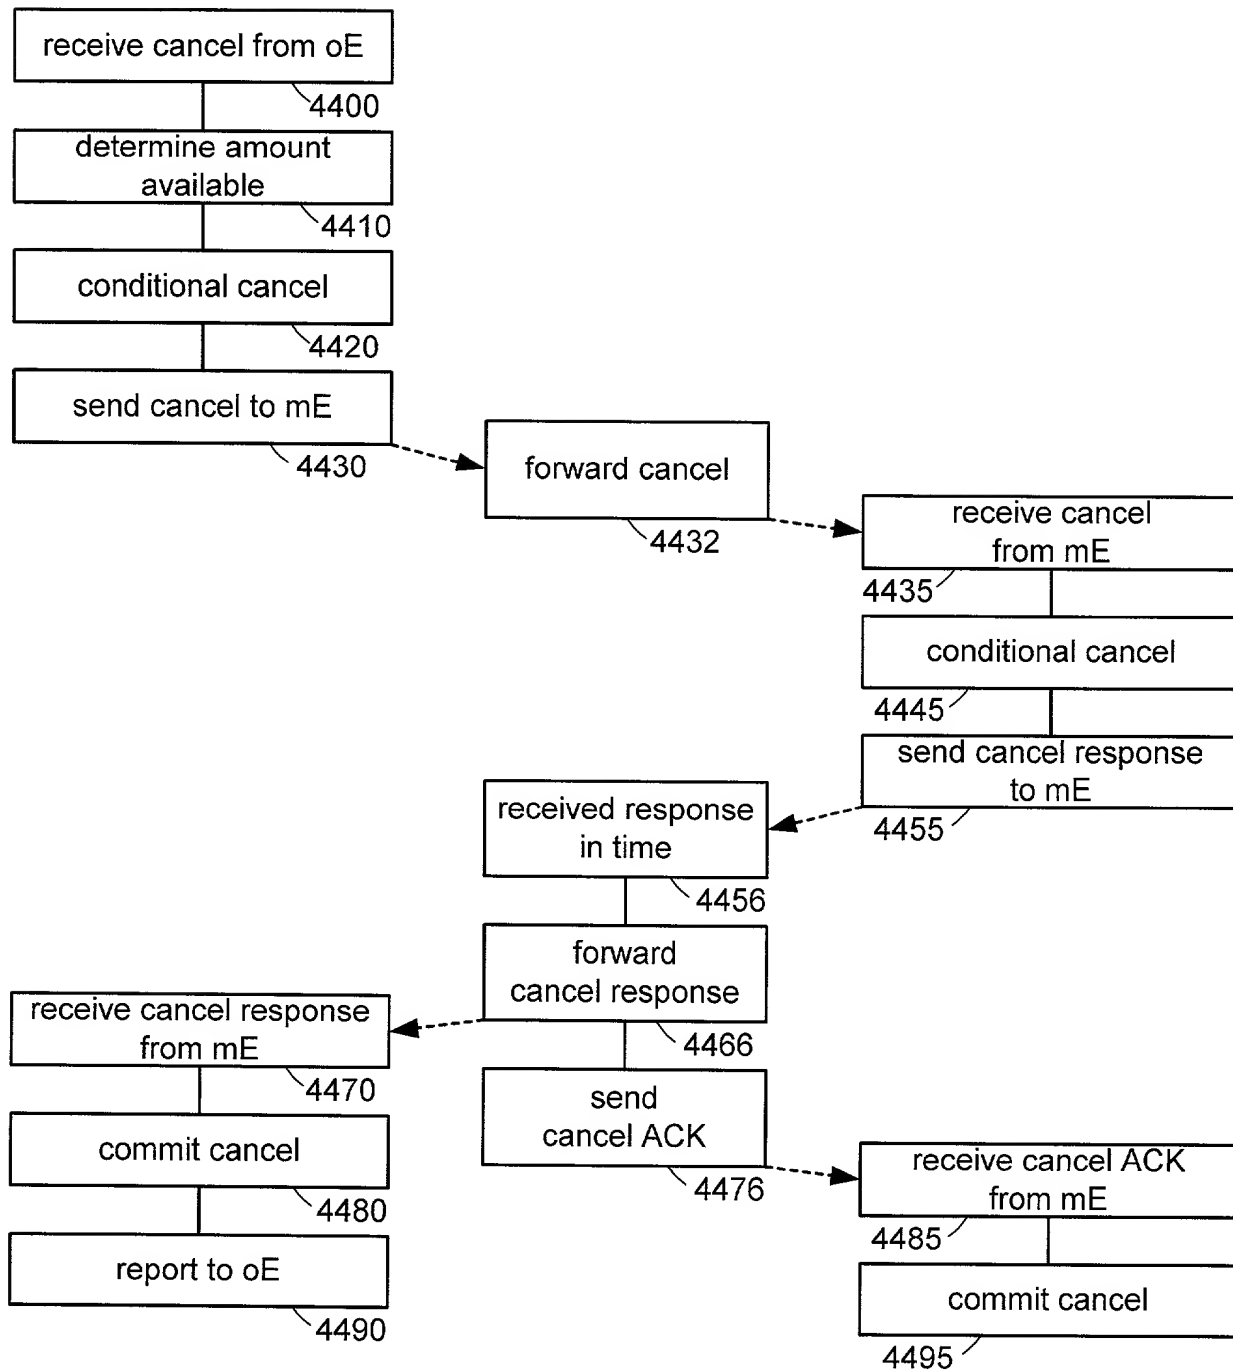 receive cancel from oE
4400
determine amount
available
4410
conditional cancel
4420
send cancel to mE
4430
forward cancel
4432
receive cancel
from mE
4435
conditional cancel
4445
send cancel response
to mE
4455
received response
in time
4456
forward
cancel response
4466
receive cancel response
from mE
4470
send
cancel ACK
4476
commit cancel
4480
receive cancel ACK
from mE
4485
report to oE
4490
commit cancel
4495